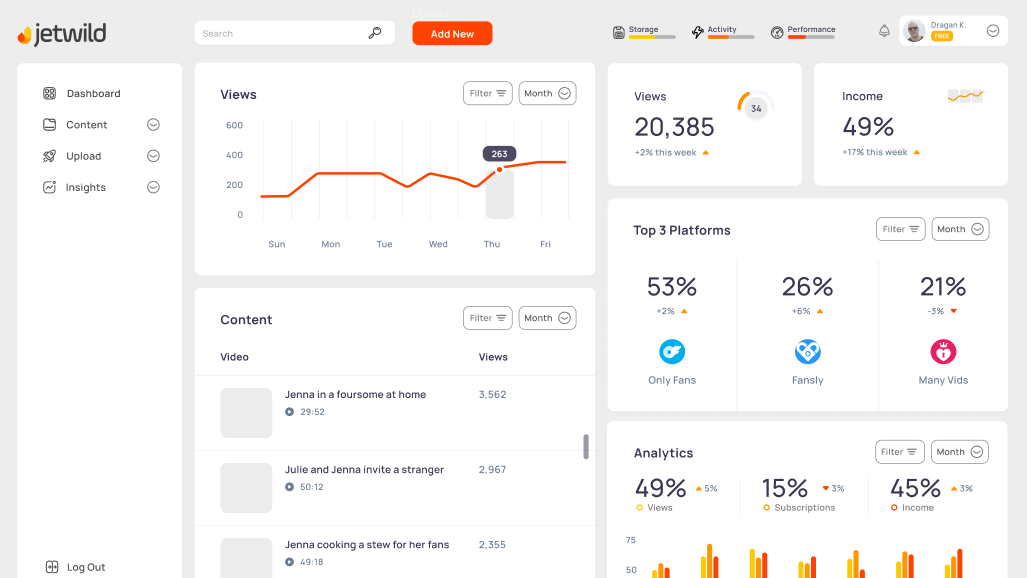 jetwild
Search
Upload
Add New
Storage
Activity
Performance
Dragan K.
FREE
Dashboard
Content
Upload
Insights
Log Out
Views
Filter
Month
600
400
200
0
263
Sun Mon Tue Wed Thu Fri
Content
Filter
Month
Video Views
Jenna in a foursome at home 3,562
29:52
Julie and Jenna invite a stranger 2,967
50:12
Jenna cooking a stew for her fans 2,355
49:18
Views
20,385
+2% this week
34
Income
49%
+17% this week
Top 3 Platforms
Filter
Month
53% 26% 21%
+2% +6% -3%
Only Fans Fansly Many Vids
Analytics
Filter
Month
49% 5% 15% 3% 45% 3%
Views Subscriptions Income
75
50